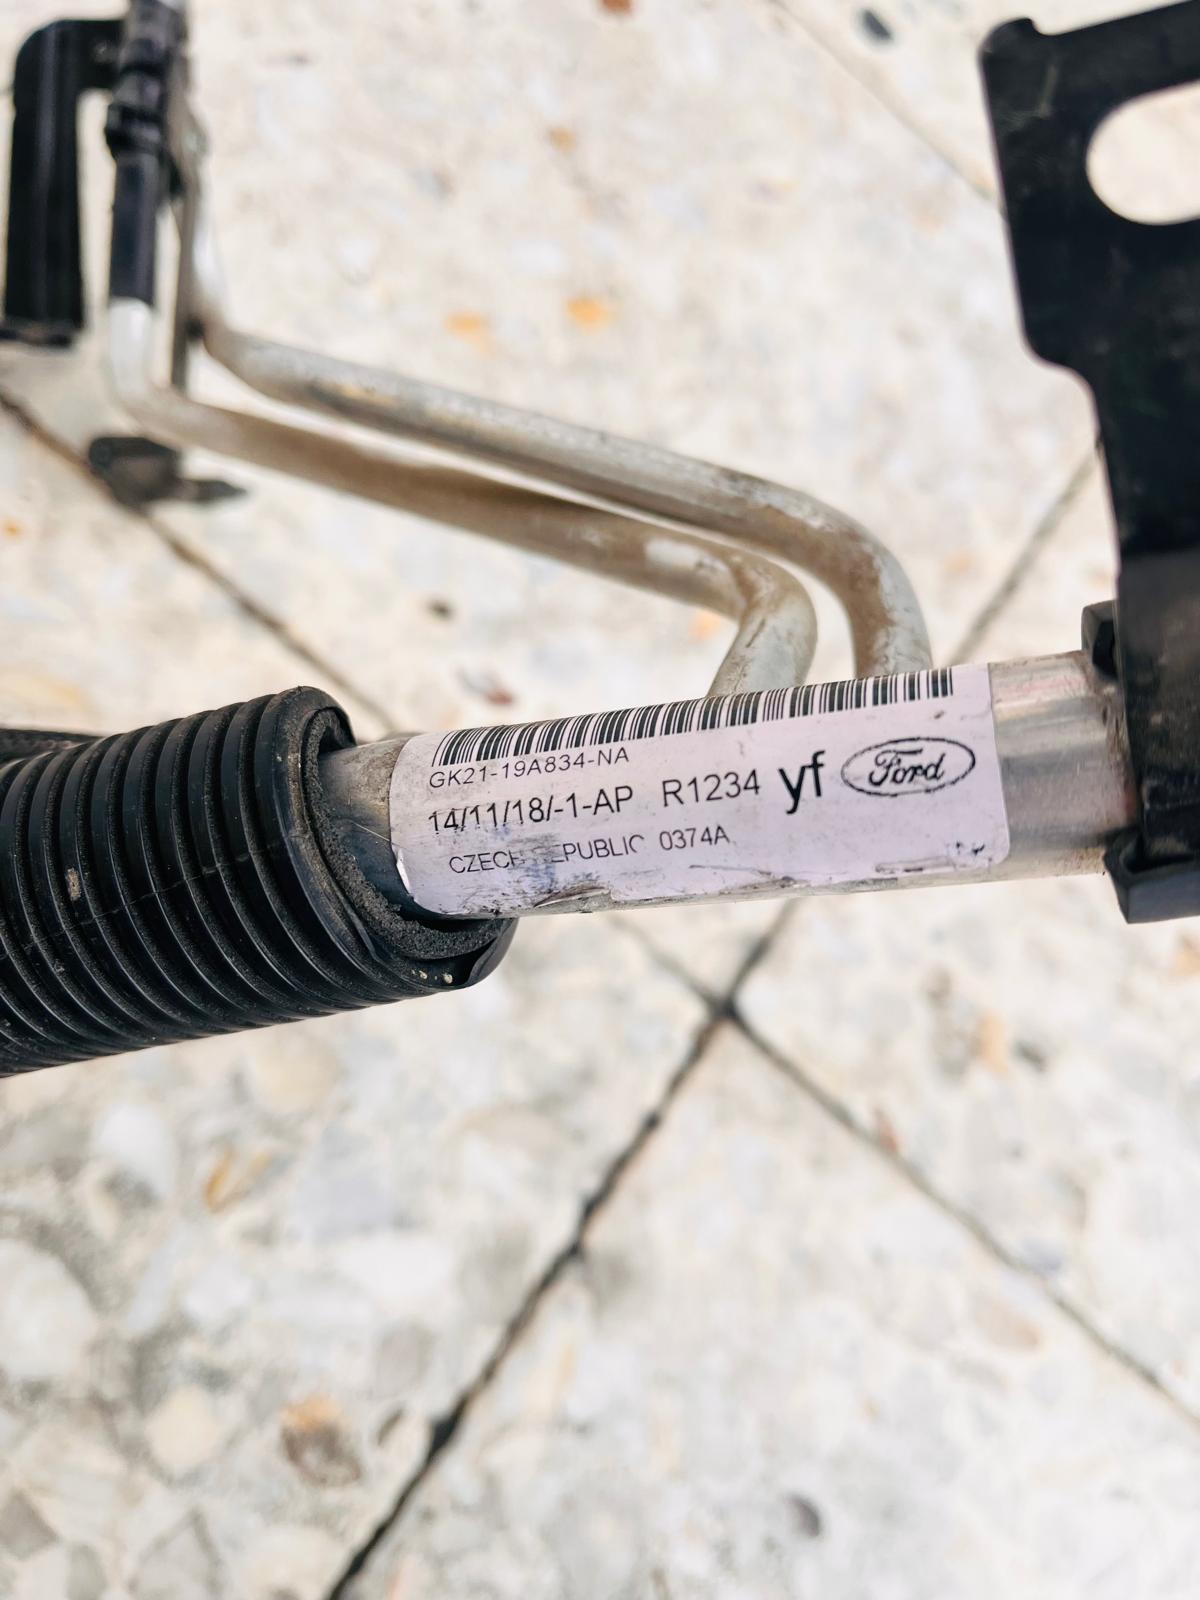 GK21-19A834-NA
14/11/18/-1-AP R1234 yf Ford
CZECH REPUBLIC 0374A